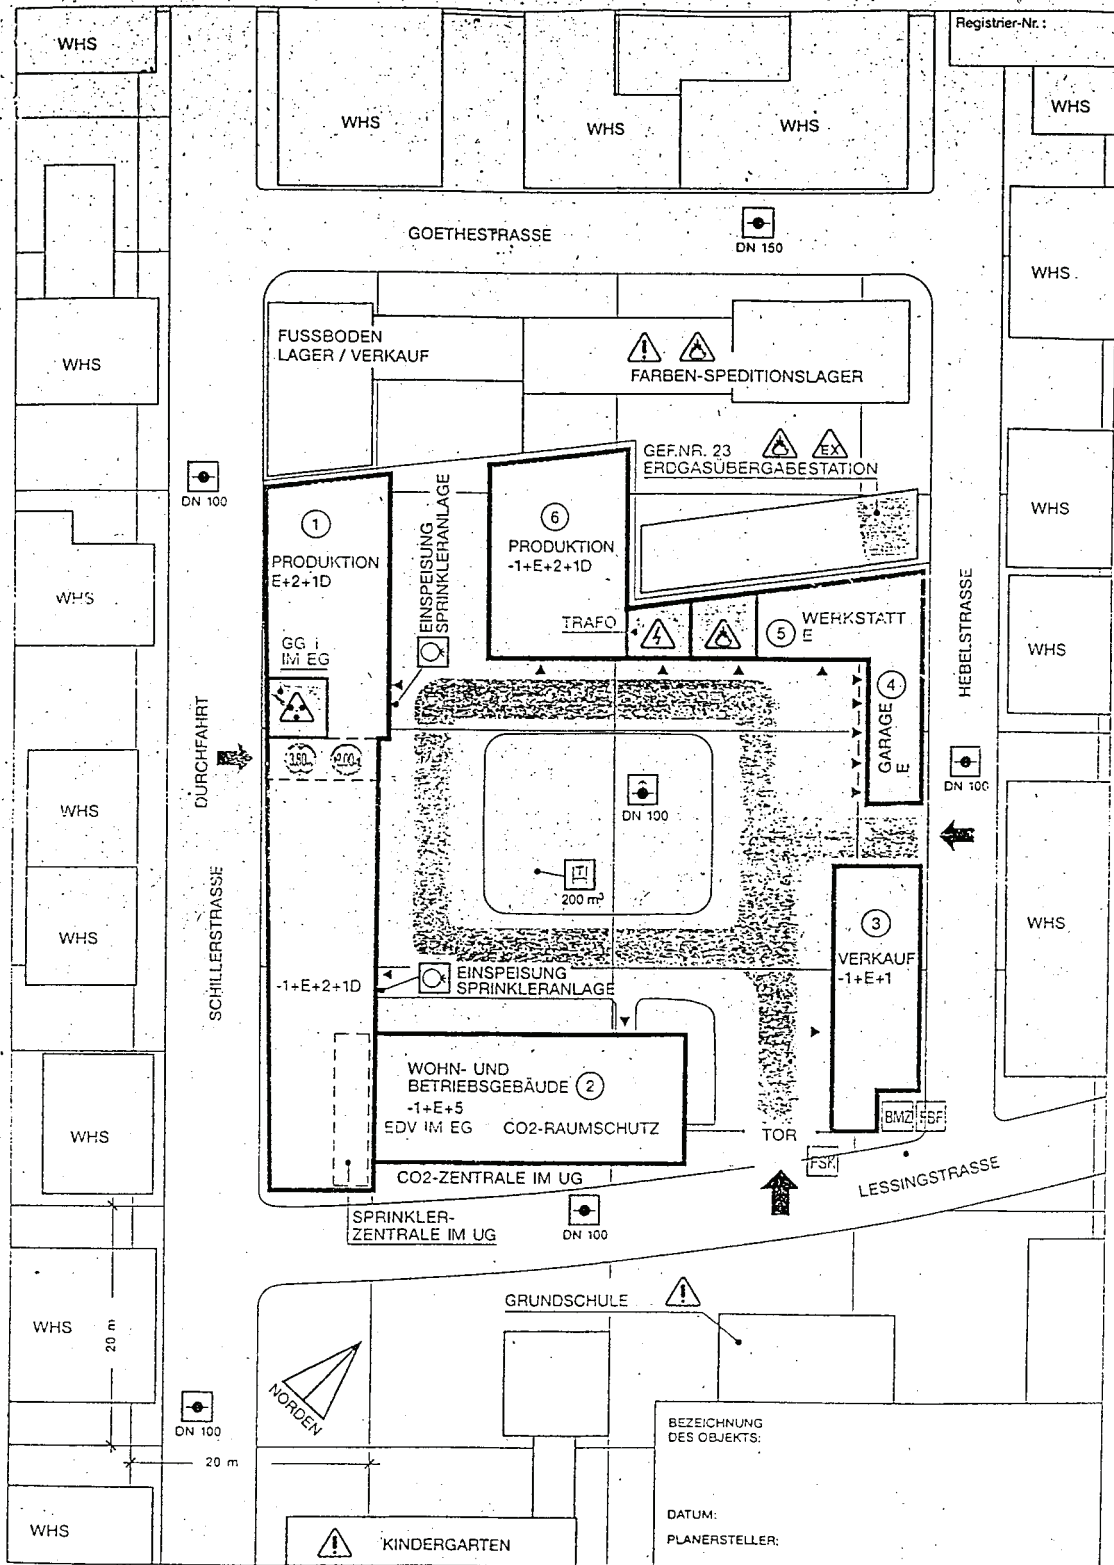 WHS
Registrier-Nr.:
WHS
WHS
WHS
WHS
GOETHESTRASSE
DN 150
WHS
FUSSBODEN
LAGER / VERKAUF
WHS
FARBEN-SPEDITIONSLAGER
GEF.NR. 23
EX
ERDGASÜBERGABESTATION
DN 100
WHS
1
PRODUKTION
E+2+1D
EINSPEISUNG
SPRINKLERANLAGE
6
PRODUKTION
-1+E+2+1D
WHS
TRAFO
5
WERKSTATT
E
HEBELSTRASSE
WHS
GG I
IM EG
4
GARAGE
E
DURCHFAHRT
DN 100
DN 100
WHS
200 m³
SCHILLERSTRASSE
WHS
3
VERKAUF
-1+E+1
WHS
-1+E+2+1D
EINSPEISUNG
SPRINKLERANLAGE
WOHN- UND
BETRIEBSGEBÄUDE 2
-1+E+5
EDV IM EG
CO2-RAUMSCHUTZ
BMZ
FBF
WHS
TOR
FSK
CO2-ZENTRALE IM UG
LESSINGSTRASSE
SPRINKLER-
ZENTRALE IM UG
DN 100
GRUNDSCHULE
WHS
20 m
NORDEN
DN 100
20 m
BEZEICHNUNG
DES OBJEKTS:
DATUM:
PLANERSTELLER:
WHS
KINDERGARTEN